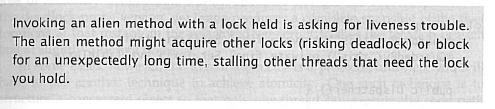 Invoking an alien method with a lock held is asking for liveness trouble.
The alien method might acquire other locks (risking deadlock) or block
for an unexpectedly long time, stalling other threads that need the lock
you hold.